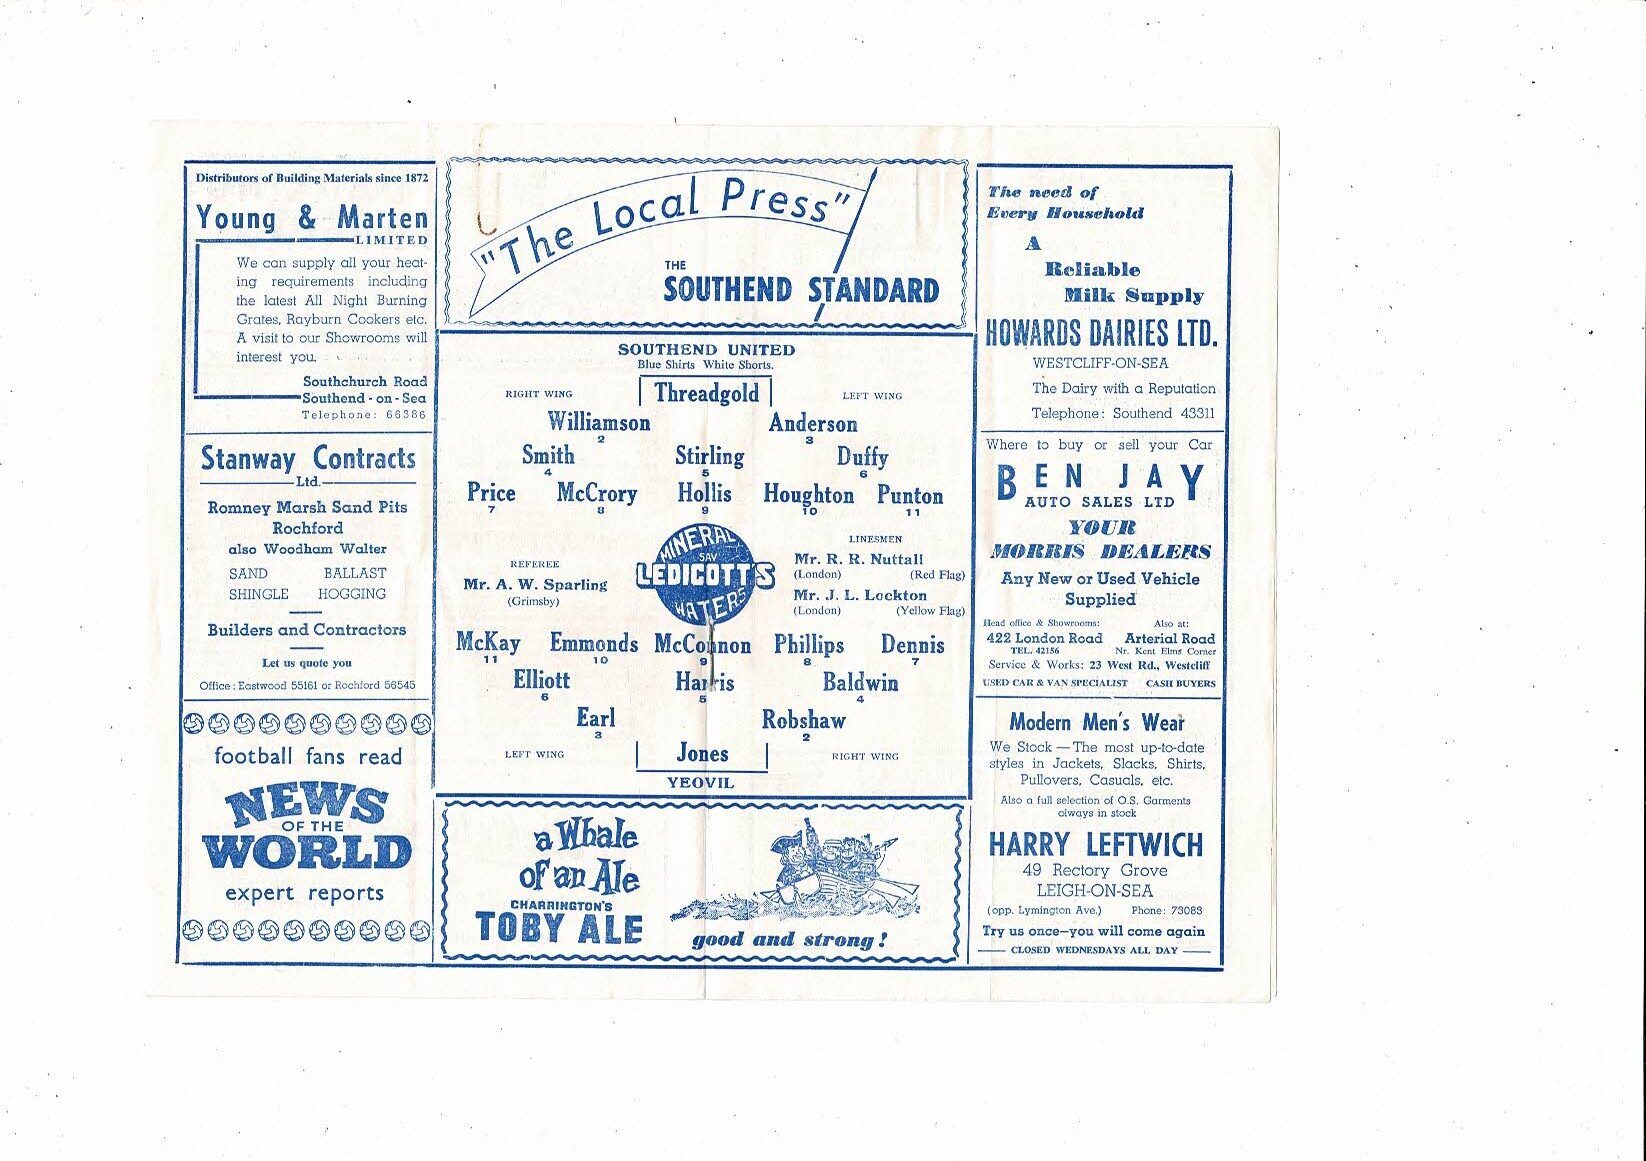 Distributors of Building Materials since 1872
Young & Marten
LIMITED
We can supply all your heat-
ing requirements including
the latest All Night Burning
Grates, Rayburn Cookers etc.
A visit to our Showrooms will
interest you.
Southchurch Road
Southend - on - Sea
Telephone: 66386
Stanway Contracts
Ltd.
Romney Marsh Sand Pits
Rochford
also Woodham Walter
SAND BALLAST
SHINGLE HOGGING
Builders and Contractors
Let us quote you
Office: Eastwood 55161 or Rochford 56545
football fans read
NEWS
OF THE
WORLD
expert reports
"The Local Press"
THE
SOUTHEND STANDARD
SOUTHEND UNITED
Blue Shirts White Shorts.
RIGHT WING Threadgold LEFT WING
Williamson Anderson
2 3
Smith Stirling Duffy
4 5 6
Price McCrory Hollis Houghton Punton
7 8 9 10 11
MINERAL
SAY
LEDICOTT'S
WATERS
REFEREE
Mr. A. W. Sparling
(Grimsby)
LINESMEN
Mr. R. R. Nuttall
(London) (Red Flag)
Mr. J. L. Lockton
(London) (Yellow Flag)
McKay Emmonds McConnon Phillips Dennis
11 10 9 8 7
Elliott Harris Baldwin
6 5 4
Earl Robshaw
3 2
LEFT WING Jones RIGHT WING
YEOVIL
a Whale
of an Ale
CHARRINGTON'S
TOBY ALE
good and strong!
The need of
Every Household
A
Reliable
Milk Supply
HOWARDS DAIRIES LTD.
WESTCLIFF-ON-SEA
The Dairy with a Reputation
Telephone: Southend 43311
Where to buy or sell your Car
BEN JAY
AUTO SALES LTD
YOUR
MORRIS DEALERS
Any New or Used Vehicle
Supplied
Head office & Showrooms: Also at:
422 London Road Arterial Road
TEL. 42156 Nr. Kent Elms Corner
Service & Works: 23 West Rd., Westcliff
USED CAR & VAN SPECIALIST CASH BUYERS
Modern Men's Wear
We Stock — The most up-to-date
styles in Jackets, Slacks, Shirts,
Pullovers, Casuals, etc.
Also a full selection of O.S. Garments
always in stock
HARRY LEFTWICH
49 Rectory Grove
LEIGH-ON-SEA
(opp. Lymington Ave.) Phone: 73083
Try us once—you will come again
CLOSED WEDNESDAYS ALL DAY